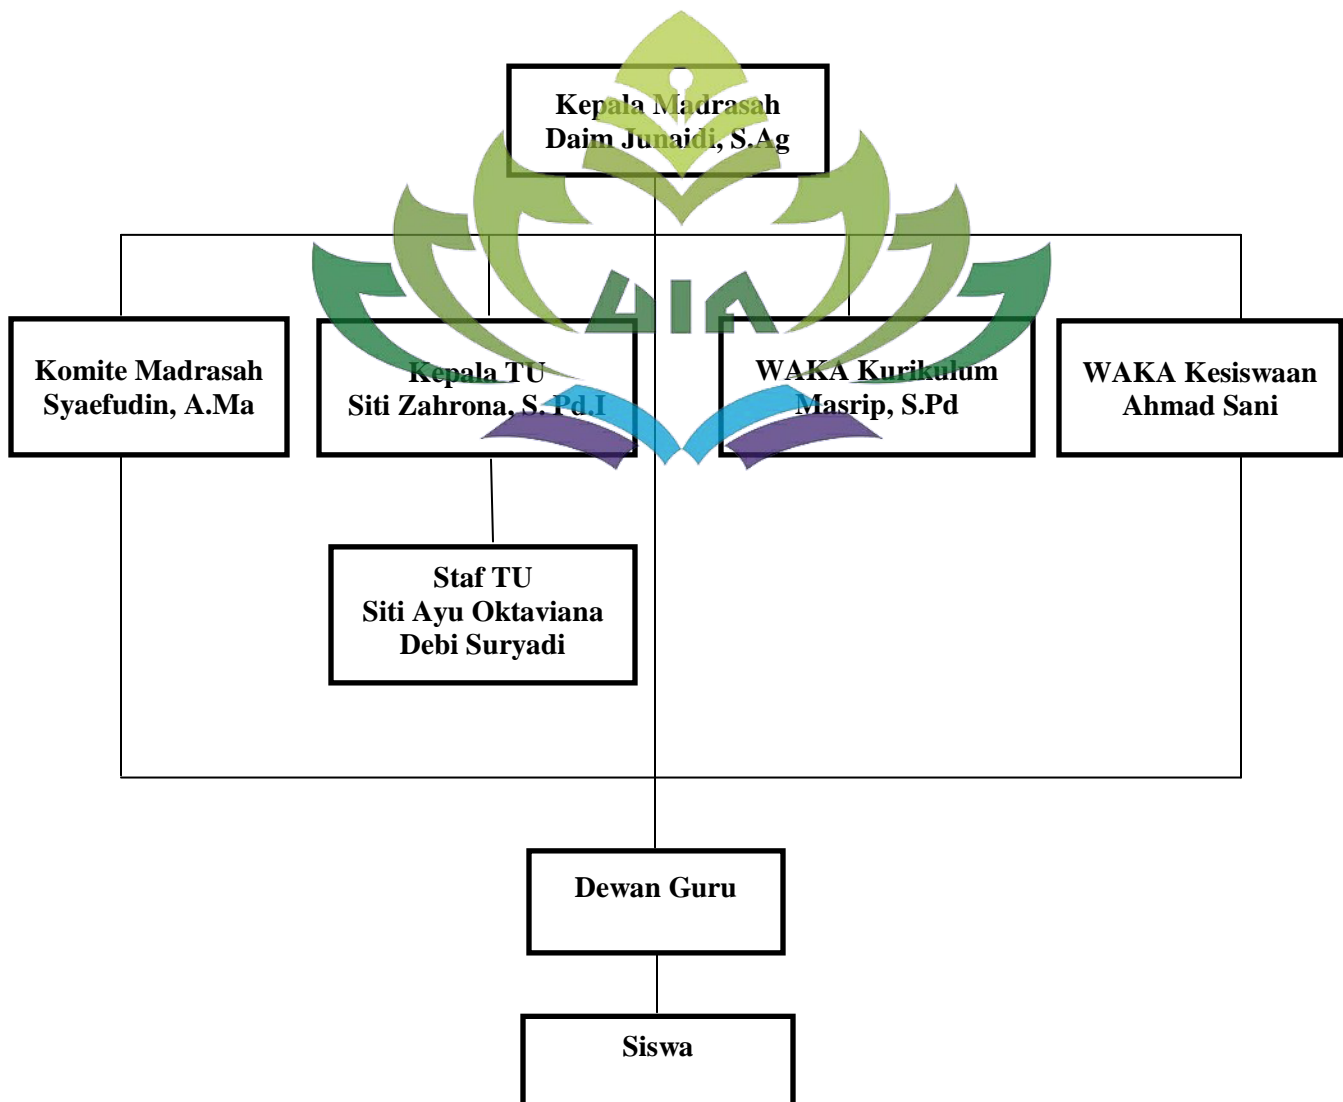 Kepala Madrasah
Daim Junaidi, S.Ag
UIN
Komite Madrasah
Syaefudin, A.Ma
Kepala TU
Siti Zahrona, S. Pd.I
WAKA Kurikulum
Masrip, S.Pd
WAKA Kesiswaan
Ahmad Sani
Staf TU
Siti Ayu Oktaviana
Debi Suryadi
Dewan Guru
Siswa